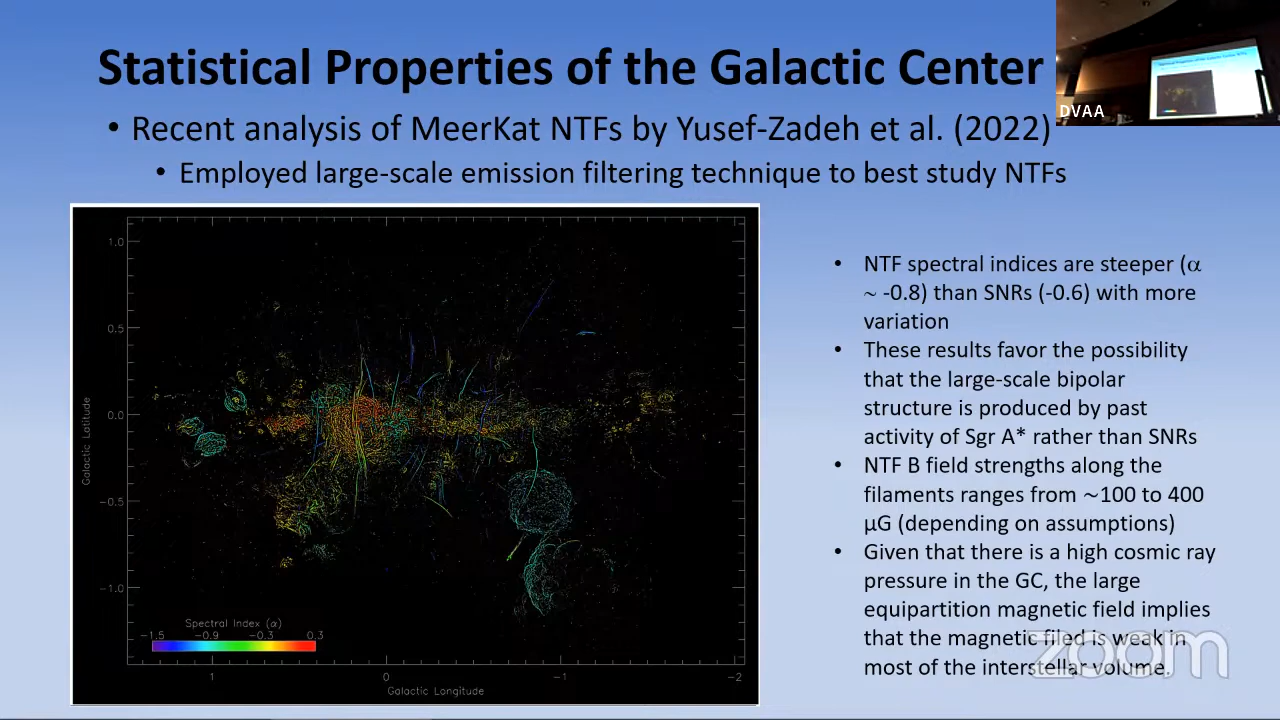 Statistical Properties of the Galactic Center
DVAA
• Recent analysis of MeerKat NTFs by Yusef-Zadeh et al. (2022)
• Employed large-scale emission filtering technique to best study NTFs
1.0
0.5
0.0
−0.5
−1.0
Galactic Latitude
Spectral Index (α)
−1.5 −0.9 −0.3 0.3
1 0 −1 −2
Galactic Longitude
• NTF spectral indices are steeper (α
~ -0.8) than SNRs (-0.6) with more
variation
• These results favor the possibility
that the large-scale bipolar
structure is produced by past
activity of Sgr A* rather than SNRs
• NTF B field strengths along the
filaments ranges from ~100 to 400
µG (depending on assumptions)
• Given that there is a high cosmic ray
pressure in the GC, the large
equipartition magnetic field implies
that the magnetic filed is weak in
most of the interstellar volume.
zoom